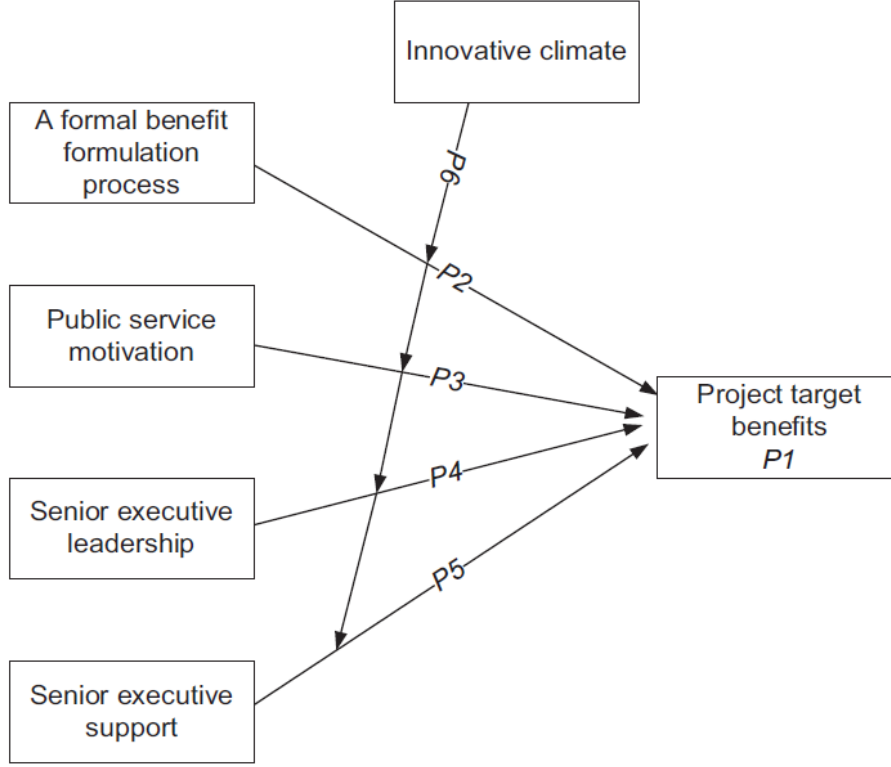 Innovative climate
A formal benefit
formulation
process
P6
P2
Public service
motivation
P3
Project target
benefits
P1
Senior executive
leadership
P4
P5
Senior executive
support